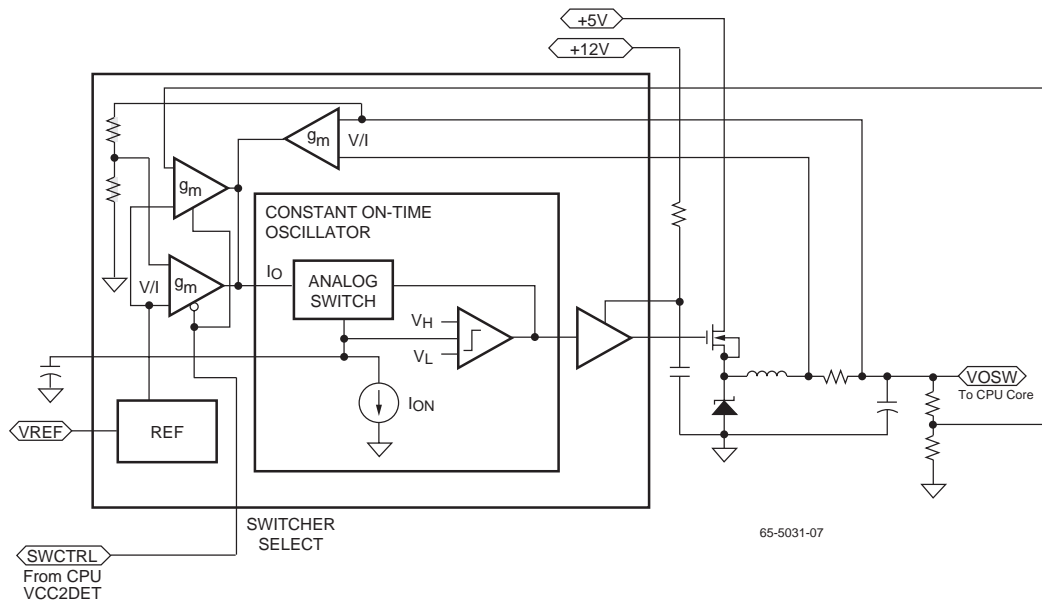 +5V
+12V
gm
V/I
gm
CONSTANT ON-TIME
OSCILLATOR
IO
ANALOG
SWITCH
V/I
gm
VH
VL
ION
VREF
REF
VOSW
To CPU Core
SWITCHER
SELECT
65-5031-07
SWCTRL
From CPU
VCC2DET